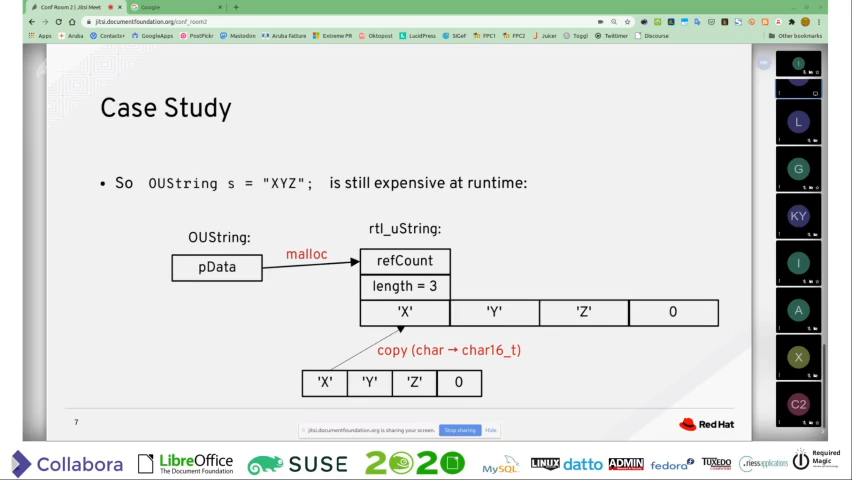 Conf Room 2 | Jitsi Meet
Google
jitsi.documentfoundation.org/conf_room2
Apps
Aruba
Contacts+
GoogleApps
PostPickr
Mastodon
Aruba Fatture
Extreme PR
Oktopost
LucidPress
SIGef
FPC1
FPC2
Juker
Toggl
Twittimer
Discourse
Other bookmarks
Case Study
• So OUString s = "XYZ"; is still expensive at runtime:
OUString:
rtl_uString:
malloc
pData
refCount
length = 3
'X' 'Y' 'Z' 0
copy (char → char16_t)
'X' 'Y' 'Z' 0
7
jitsi.documentfoundation.org is sharing your screen.
Stop sharing
Hide
Red Hat
I
L
G
KY
I
A
X
C2
Collabora
LibreOffice
The Document Foundation
SUSE
2020
MySQL
LINUX
datto
ADMIN
fedora
TUXEDO
riess applications
Required
Magic